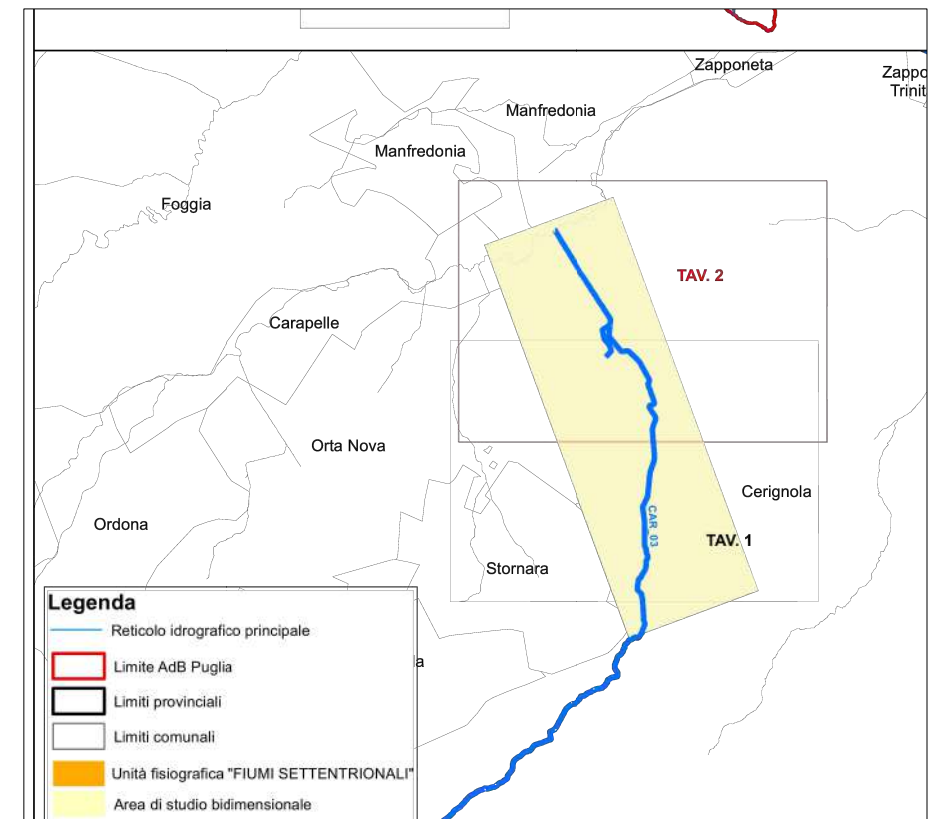 Zapponeta
Zappo
Trinit
Manfredonia
Manfredonia
Foggia
TAV. 2
Carapelle
Orta Nova
Cerignola
CAR_03
Ordona
TAV. 1
Stornara
Legenda
Reticolo idrografico principale
la
Limite AdB Puglia
Limiti provinciali
Limiti comunali
Unità fisiografica "FIUMI SETTENTRIONALI"
Area di studio bidimensionale